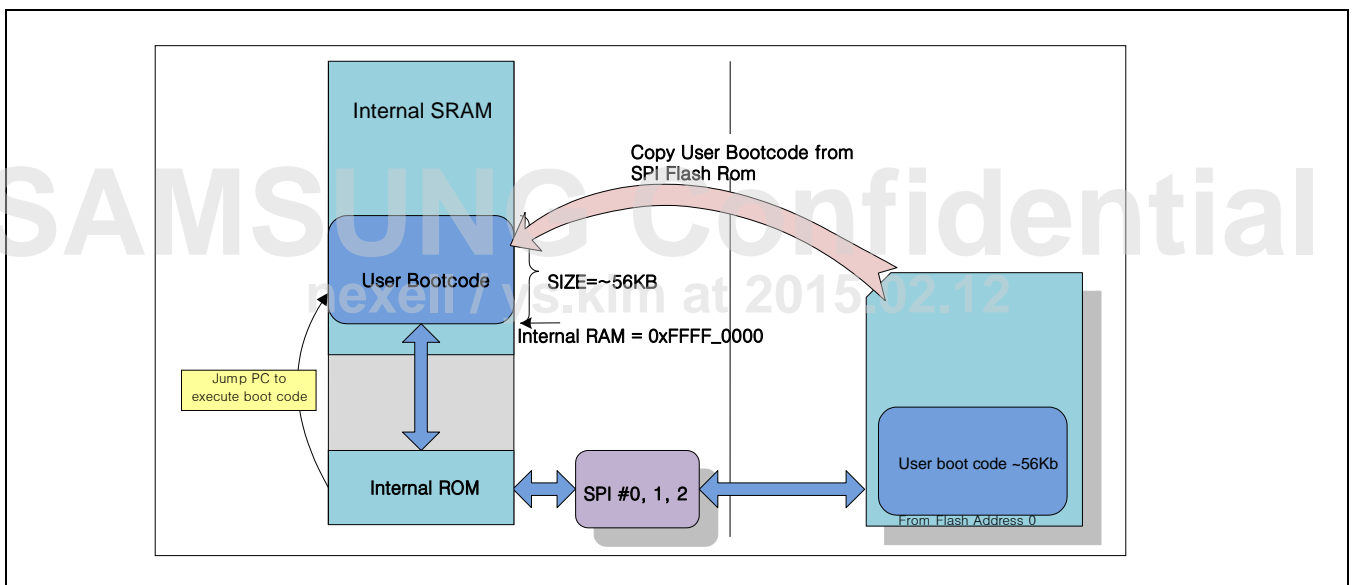 Internal SRAM
Copy User Bootcode from
SPI Flash Rom
SAMSUNG Confidential
User Bootcode
SIZE=~56KB
nexell / ys.kim at 2015.02.12
Internal RAM = 0xFFFF_0000
Jump PC to
execute boot code
User boot code ~56Kb
Internal ROM
SPI #0, 1, 2
From Flash Address 0